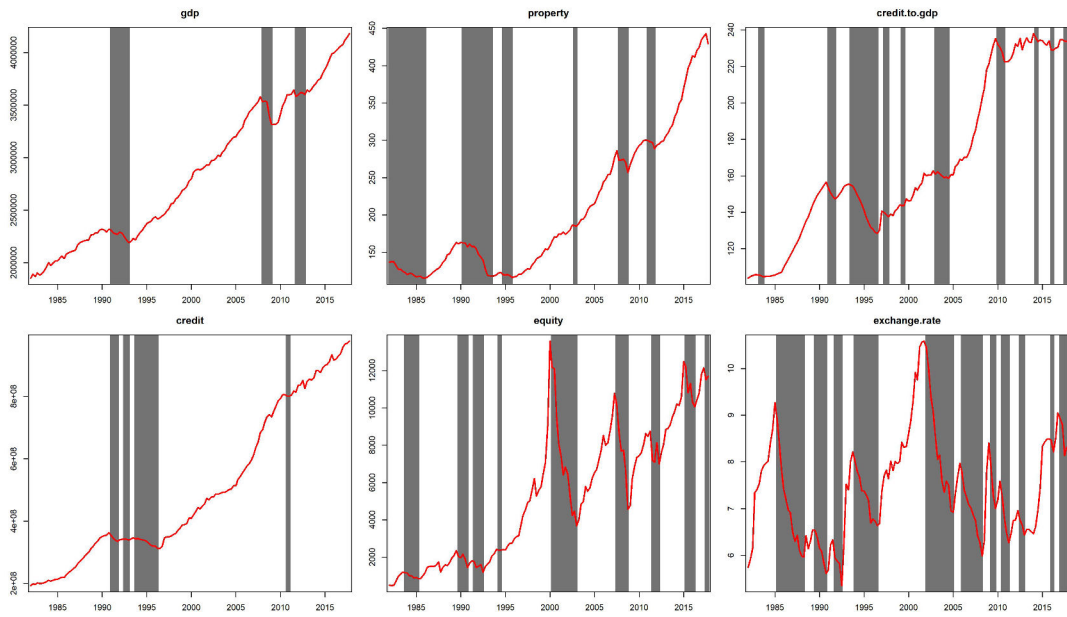 gdp
2000000 2500000 3000000 3500000 4000000
1985 1990 1995 2000 2005 2010 2015
property
150 200 250 300 350 400 450
1985 1990 1995 2000 2005 2010 2015
credit.to.gdp
120 140 160 180 200 220 240
1985 1990 1995 2000 2005 2010 2015
credit
2e+08 4e+08 6e+08 8e+08
1985 1990 1995 2000 2005 2010 2015
equity
2000 4000 6000 8000 10000 12000
1985 1990 1995 2000 2005 2010 2015
exchange.rate
6 7 8 9 10
1985 1990 1995 2000 2005 2010 2015